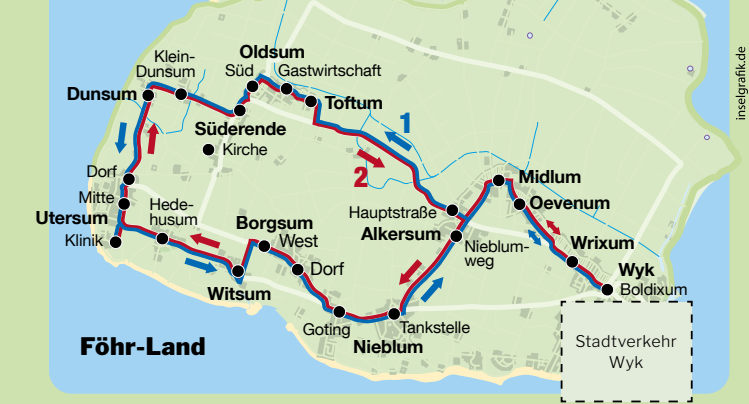 Klein-
Dunsum
Oldsum
Süd
Gastwirtschaft
Dunsum
Toftum
Süderende
Kirche
1
2
Dorf
Mitte
Utersum
Klinik
Hede-
husum
Borgsum
West
Dorf
Witsum
Hauptstraße
Alkersum
Nieblum-
weg
Midlum
Oevenum
Wrixum
Wyk
Boldixum
Goting
Tankstelle
Nieblum
Föhr-Land
Stadtverkehr
Wyk
inselgrafik.de